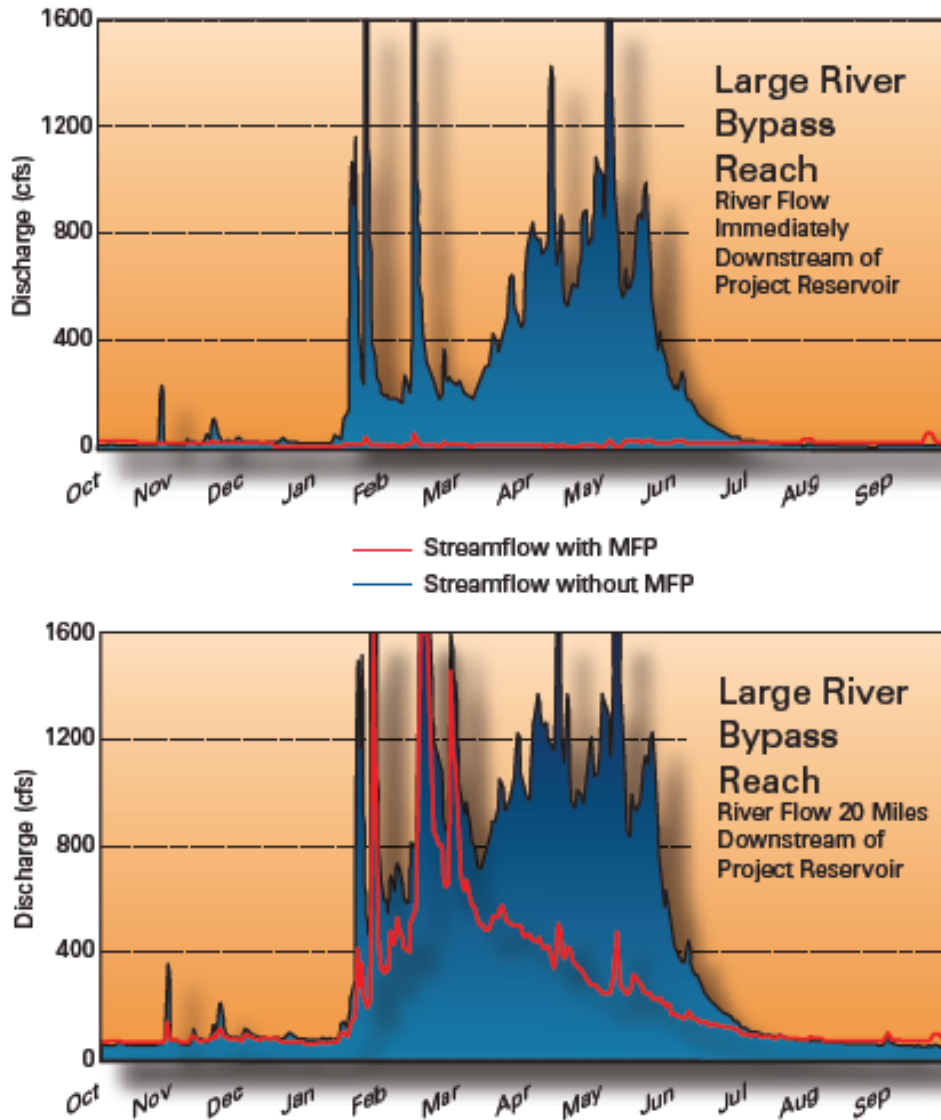 1600
1200
800
400
0
Discharge (cfs)
Large River
Bypass
Reach
River Flow
Immediately
Downstream of
Project Reservoir
Oct Nov Dec Jan Feb Mar Apr May Jun Jul Aug Sep
Streamflow with MFP
Streamflow without MFP
1600
1200
800
400
0
Discharge (cfs)
Large River
Bypass
Reach
River Flow 20 Miles
Downstream of
Project Reservoir
Oct Nov Dec Jan Feb Mar Apr May Jun Jul Aug Sep